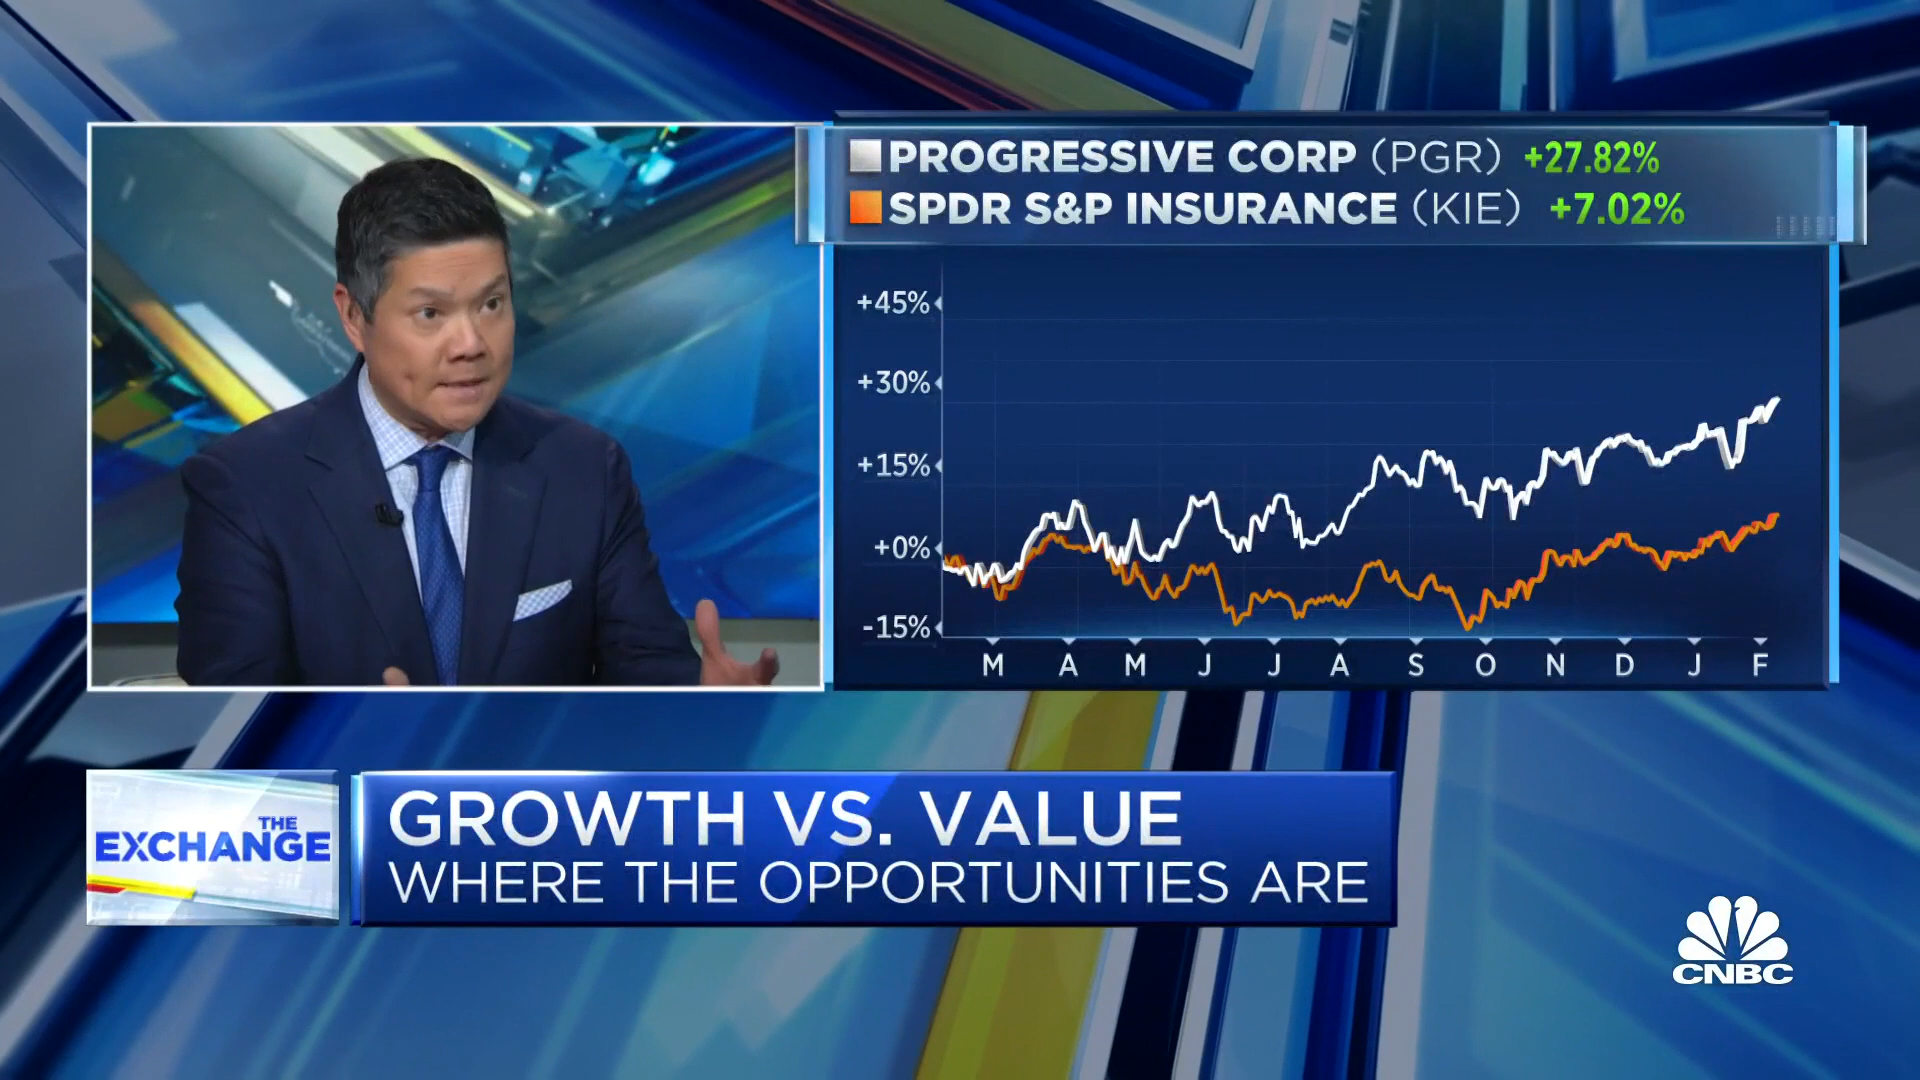 PROGRESSIVE CORP (PGR) +27.82%
SPDR S&P INSURANCE (KIE) +7.02%
+45%
+30%
+15%
+0%
-15%
M A M J J A S O N D J F
THE
EXCHANGE
GROWTH VS. VALUE
WHERE THE OPPORTUNITIES ARE
CNBC